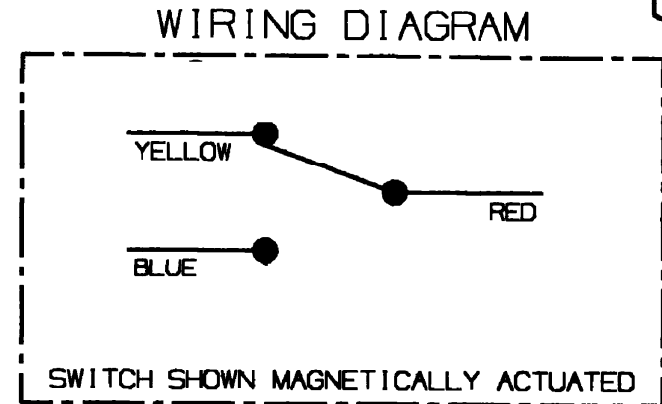 WIRING DIAGRAM
YELLOW
RED
BLUE
SWITCH SHOWN MAGNETICALLY ACTUATED